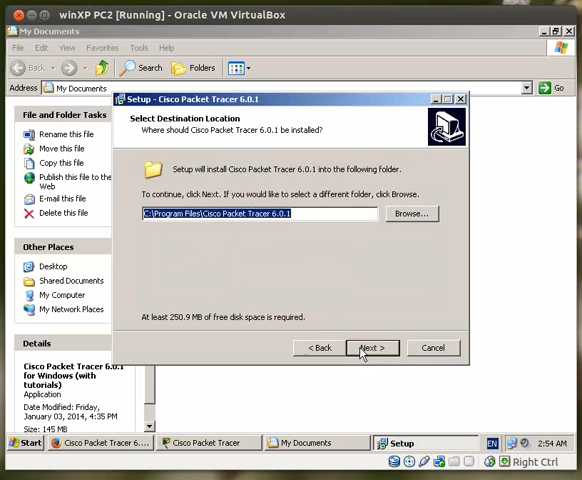 winXP PC2 [Running] - Oracle VM VirtualBox
My Documents
File Edit View Favorites Tools Help
Back Search Folders
Address My Documents Go
File and Folder Tasks
Rename this file
Move this file
Copy this file
Publish this file to the
Web
E-mail this file
Delete this file
Other Places
Desktop
Shared Documents
My Computer
My Network Places
Details
Cisco Packet Tracer 6.0.1
for Windows (with
tutorials)
Application
Date Modified: Friday,
January 03, 2014, 4:35 PM
Size: 145 MB
Setup - Cisco Packet Tracer 6.0.1
Select Destination Location
Where should Cisco Packet Tracer 6.0.1 be installed?
Setup will install Cisco Packet Tracer 6.0.1 into the following folder.
To continue, click Next. If you would like to select a different folder, click Browse.
C:\Program Files\Cisco Packet Tracer 6.0.1
Browse...
At least 250.9 MB of free disk space is required.
< Back Next > Cancel
Start Cisco Packet Tracer 6.... Cisco Packet Tracer My Documents Setup EN 2:54 AM
Right Ctrl